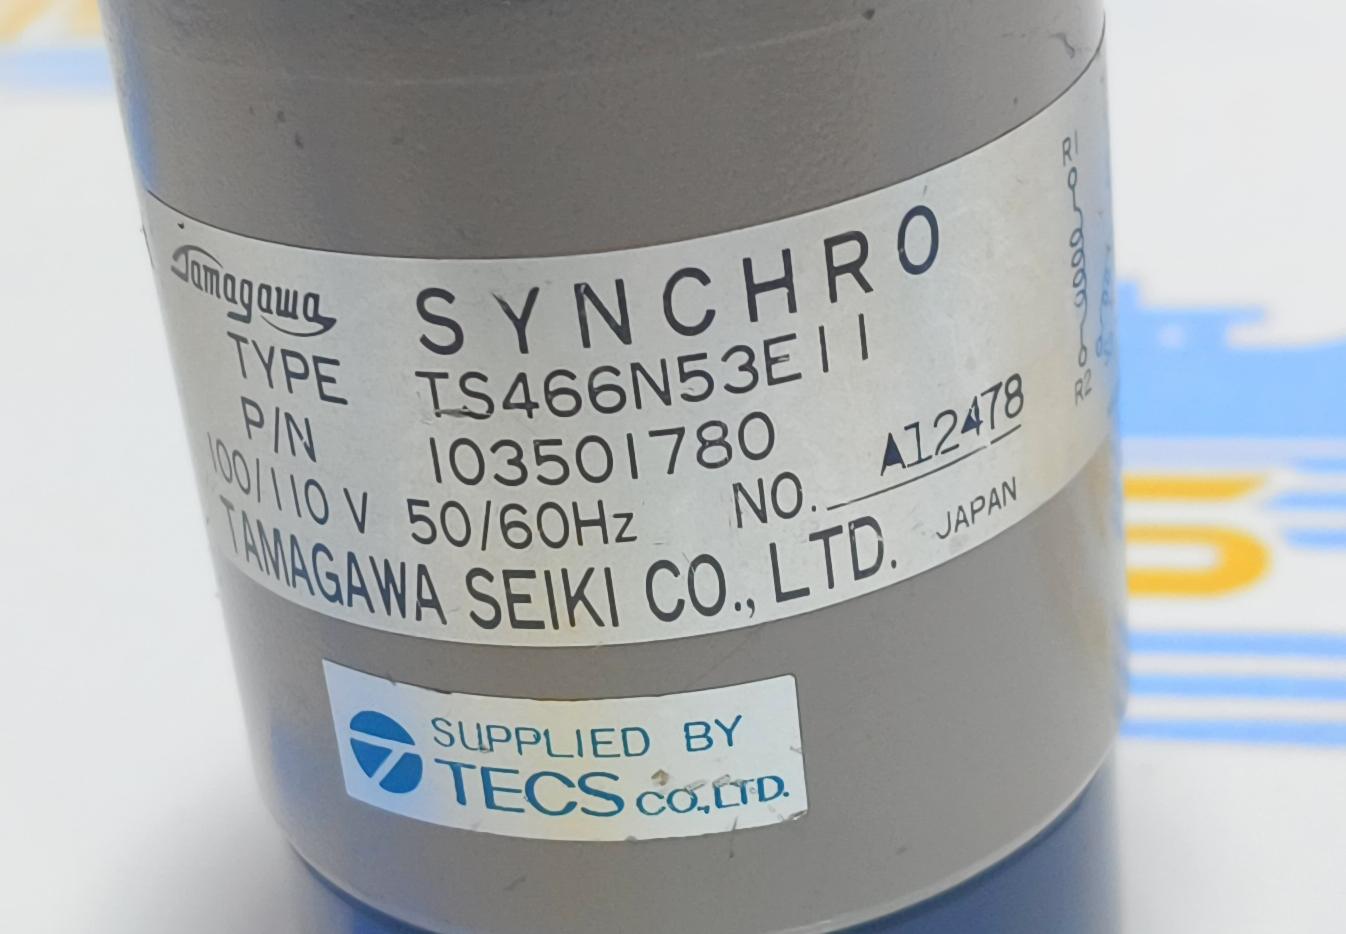 Tamagawa SYNCHRO
TYPE TS466N53E11
P/N 103501780
100/110 V 50/60Hz NO. A12478
TAMAGAWA SEIKI CO., LTD. JAPAN
R1
R2
SUPPLIED BY
TECS CO.,LTD.